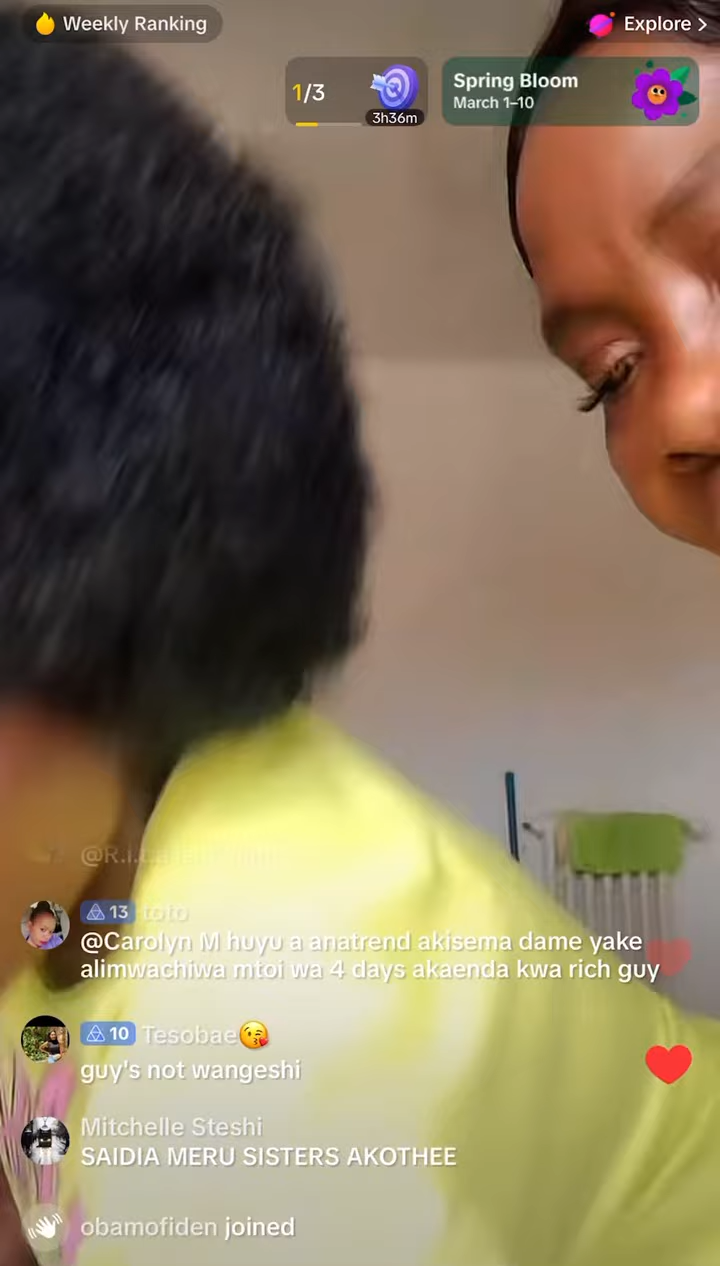 Weekly Ranking
Explore >
1/3
3h36m
Spring Bloom
March 1-10
13 toto
@Carolyn M huyu a anatrend akisema dame yake
alimwachiwa mtoi wa 4 days akaenda kwa rich guy
10 Tesobae😘
guy's not wangeshi
Mitchelle Steshi
SAIDIA MERU SISTERS AKOTHEE
obamofiden joined